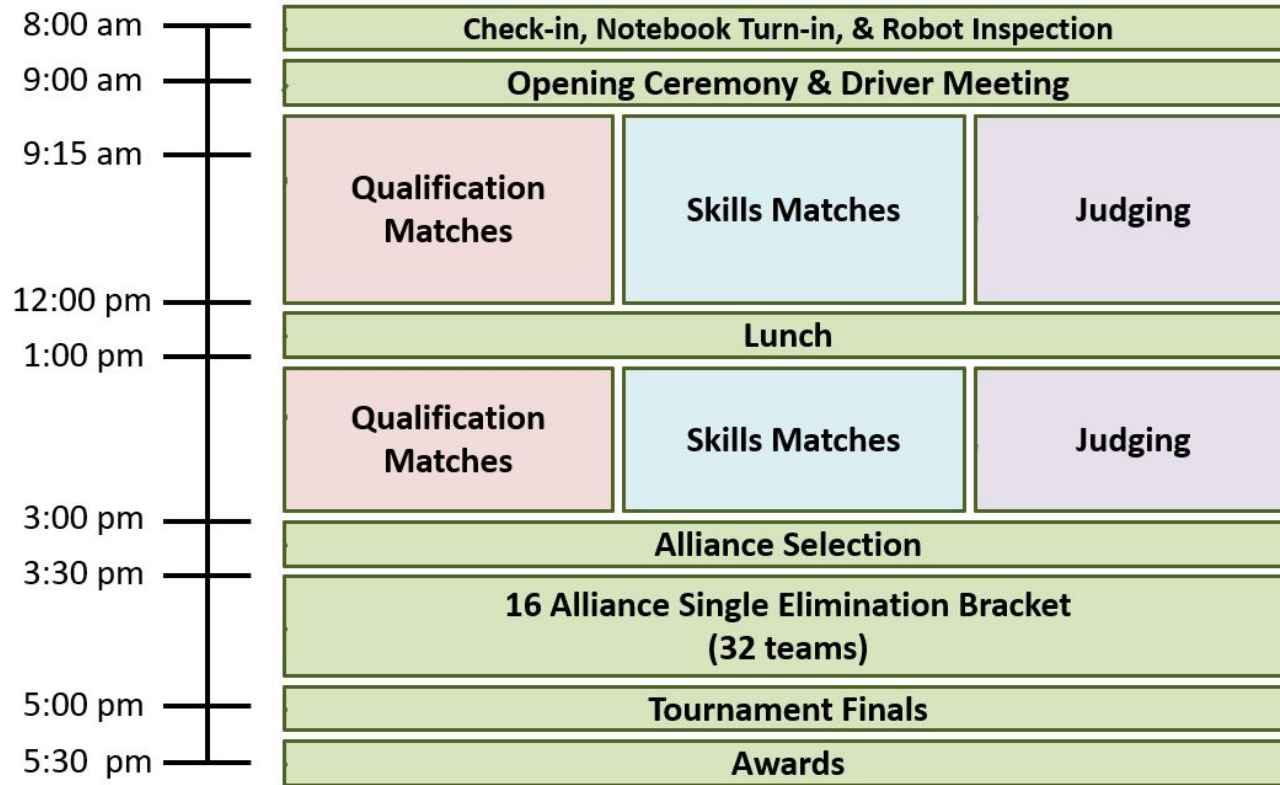 8:00 am
Check-in, Notebook Turn-in, & Robot Inspection
9:00 am
Opening Ceremony & Driver Meeting
9:15 am
Qualification
Matches
Skills Matches
Judging
12:00 pm
Lunch
1:00 pm
Qualification
Matches
Skills Matches
Judging
3:00 pm
Alliance Selection
3:30 pm
16 Alliance Single Elimination Bracket
(32 teams)
5:00 pm
Tournament Finals
5:30 pm
Awards